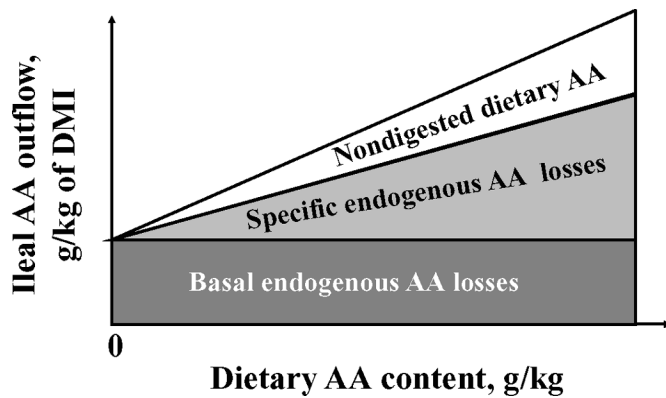 Ileal AA outflow,
g/kg of DMI
Nondigested dietary AA
Specific endogenous AA losses
Basal endogenous AA losses
0
Dietary AA content, g/kg